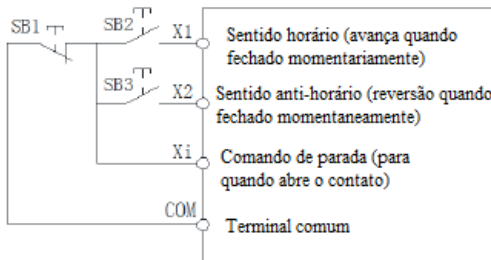 SB1
SB2
X1
Sentido horário (avança quando
fechado momentariamente)
SB3
X2
Sentido anti-horário (reversão quando
fechado momentaneamente)
Xi
Comando de parada (para
quando abre o contato)
COM
Terminal comum